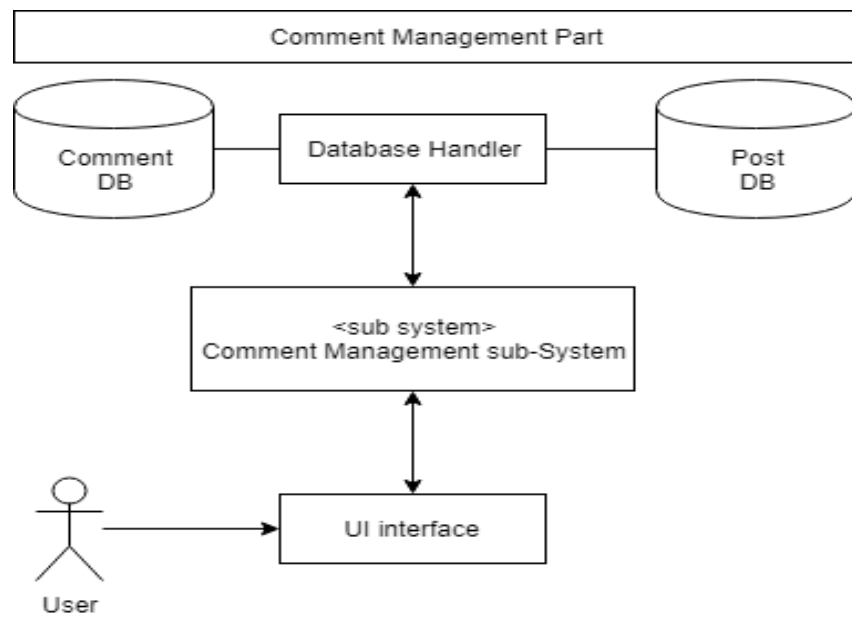 Comment Management Part
Comment
DB
Database Handler
Post
DB
<sub system>
Comment Management sub-System
UI interface
User